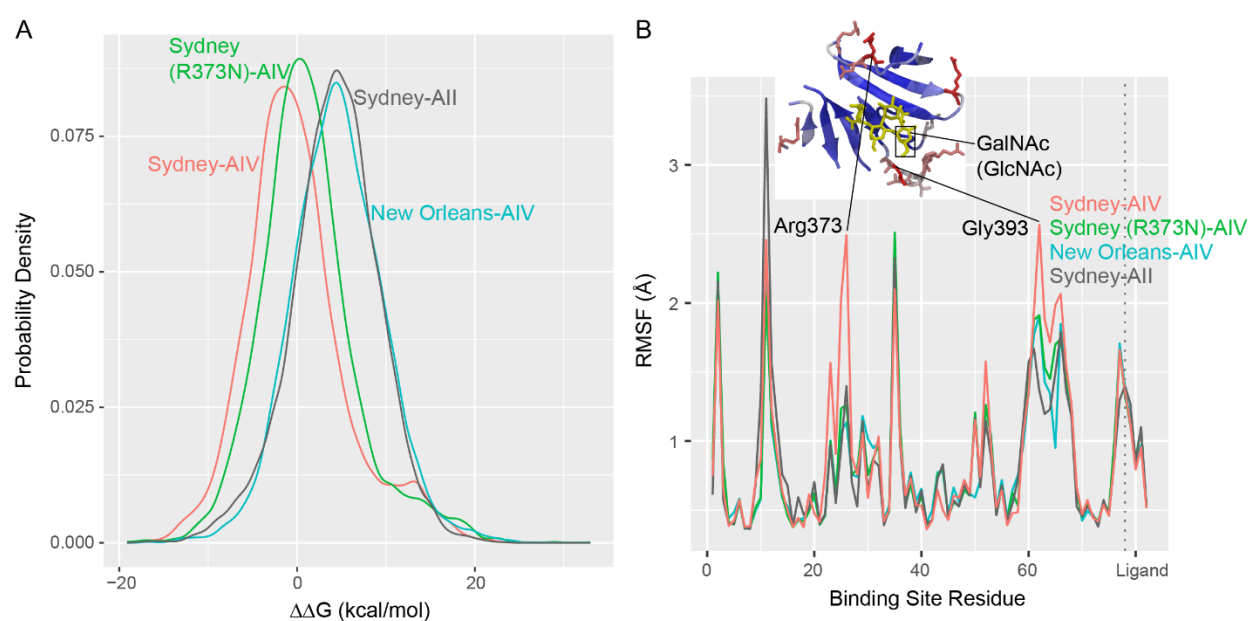 A
Sydney
(R373N)-AIV
Sydney-AII
Sydney-AIV
New Orleans-AIV
0.075
0.050
0.025
0.000
Probability Density
−20
0
20
ΔΔG (kcal/mol)
B
GalNAc
(GlcNAc)
Arg373
Gly393
Sydney-AIV
Sydney (R373N)-AIV
New Orleans-AIV
Sydney-AII
3
2
1
RMSF (Å)
0
20
40
60
Ligand
Binding Site Residue